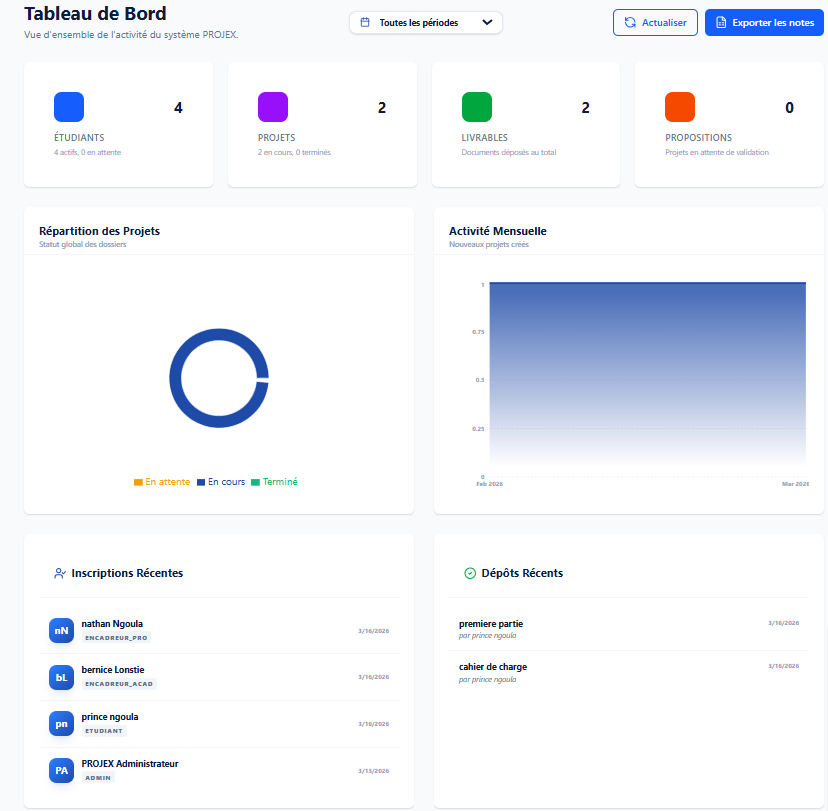 Tableau de Bord
Vue d'ensemble de l'activité du système PROJEX.
Toutes les périodes
Actualiser
Exporter les notes
4
ÉTUDIANTS
4 actifs, 0 en attente
2
PROJETS
2 en cours, 0 terminés
2
LIVRABLES
Documents déposés au total
0
PROPOSITIONS
Projets en attente de validation
Répartition des Projets
Statut global des dossiers
En attente
En cours
Terminé
Activité Mensuelle
Nouveaux projets créés
1
0.75
0.5
0.25
0
Feb 2026
Mar 2026
Inscriptions Récentes
nN
nathan Ngoula
ENCADREUR_PRO
3/16/2026
bL
bernice Lonstie
ENCADREUR_ACAD
3/16/2026
pn
prince ngoula
ETUDIANT
3/16/2026
PA
PROJEX Administrateur
ADMIN
3/13/2026
Dépôts Récents
premiere partie
par prince ngoula
3/16/2026
cahier de charge
par prince ngoula
3/16/2026